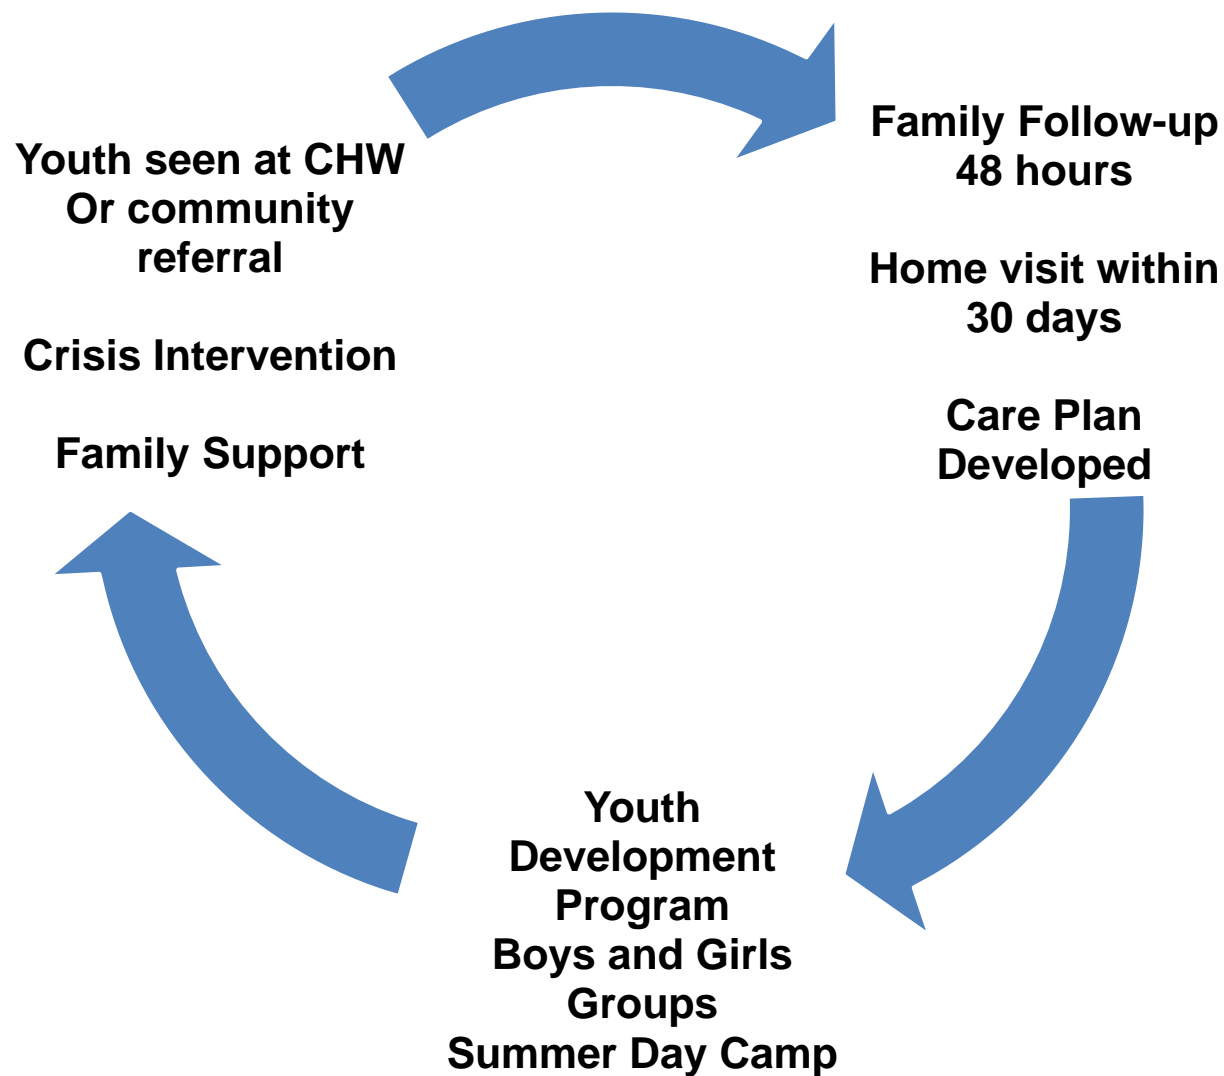 Youth seen at CHW
Or community
referral
Crisis Intervention
Family Support
Family Follow-up
48 hours
Home visit within
30 days
Care Plan
Developed
Youth
Development
Program
Boys and Girls
Groups
Summer Day Camp